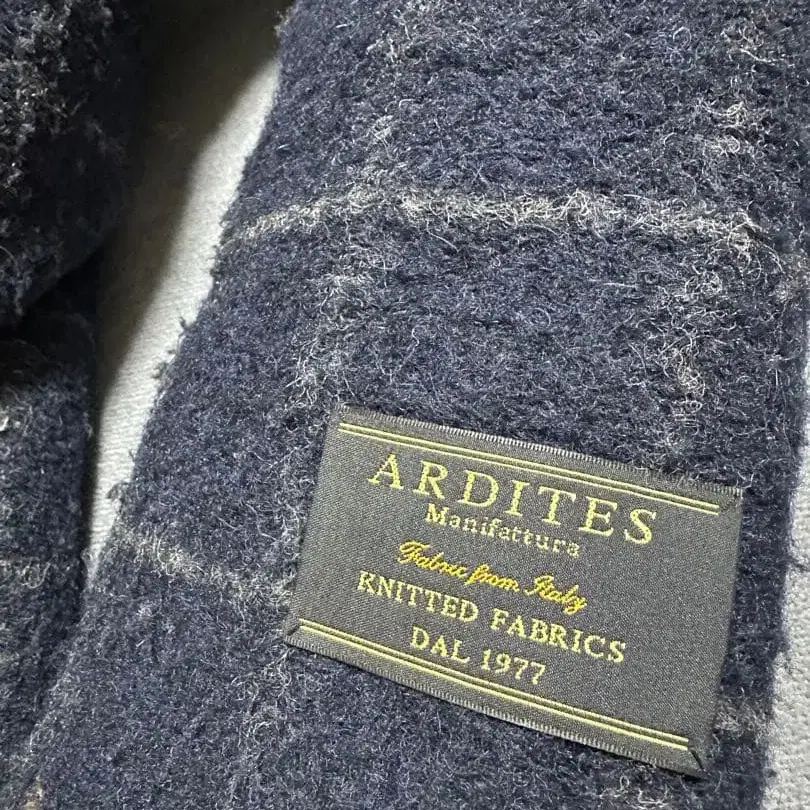 ARDITES
Manifattura
Fabric from Italy
KNITTED FABRICS
DAL 1977